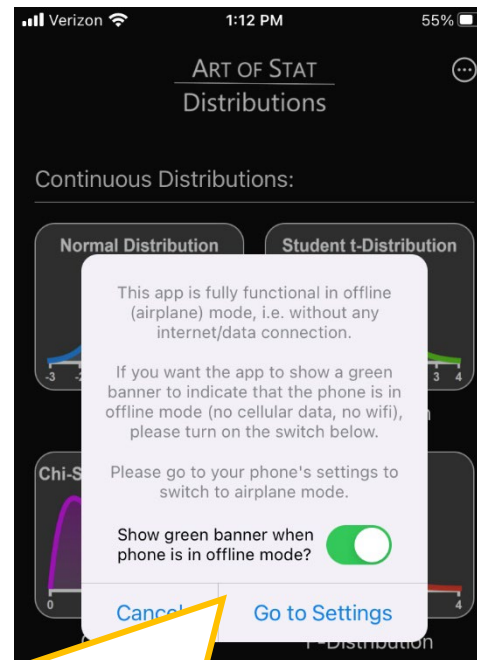 Verizon 1:12 PM 55%
ART OF STAT
Distributions
Continuous Distributions:
Normal Distribution Student t-Distribution
This app is fully functional in offline
(airplane) mode, i.e. without any
internet/data connection.
-3 3 4
If you want the app to show a green
banner to indicate that the phone is in
offline mode (no cellular data, no wifi),
please turn on the switch below.
Chi-S
Please go to your phone's settings to
switch to airplane mode.
Show green banner when
phone is in offline mode?
0 4
Cancel Go to Settings
F-Distribution